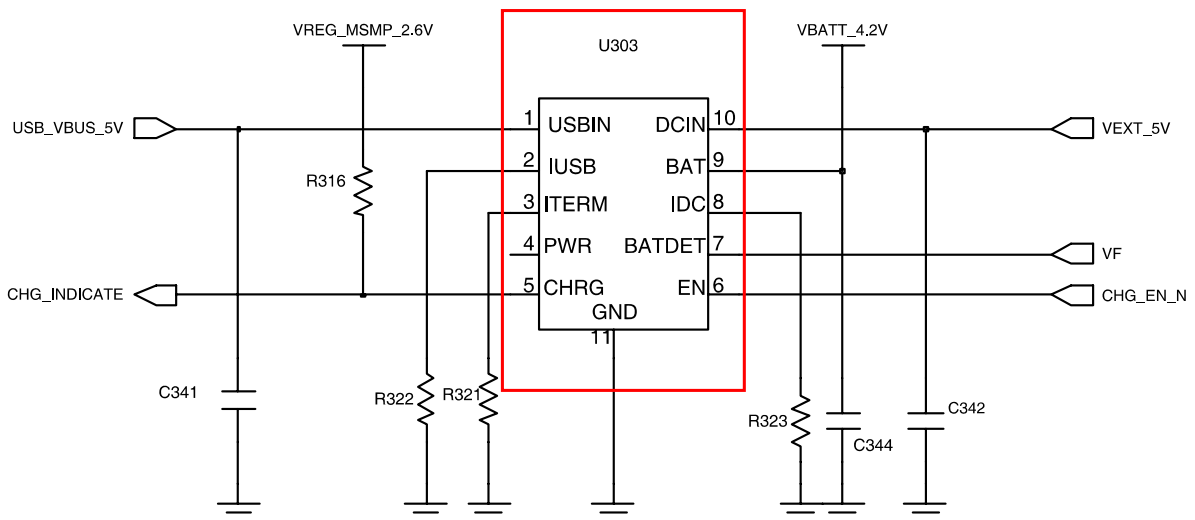 VREG_MSMP_2.6V
U303
VBATT_4.2V
USB_VBUS_5V
1
USBIN
DCIN
10
VEXT_5V
R316
2
IUSB
BAT
9
3
ITERM
IDC
8
4
PWR
BATDET
7
VF
CHG_INDICATE
5
CHRG
EN
6
CHG_EN_N
GND
11
C341
R322
R321
R323
C344
C342